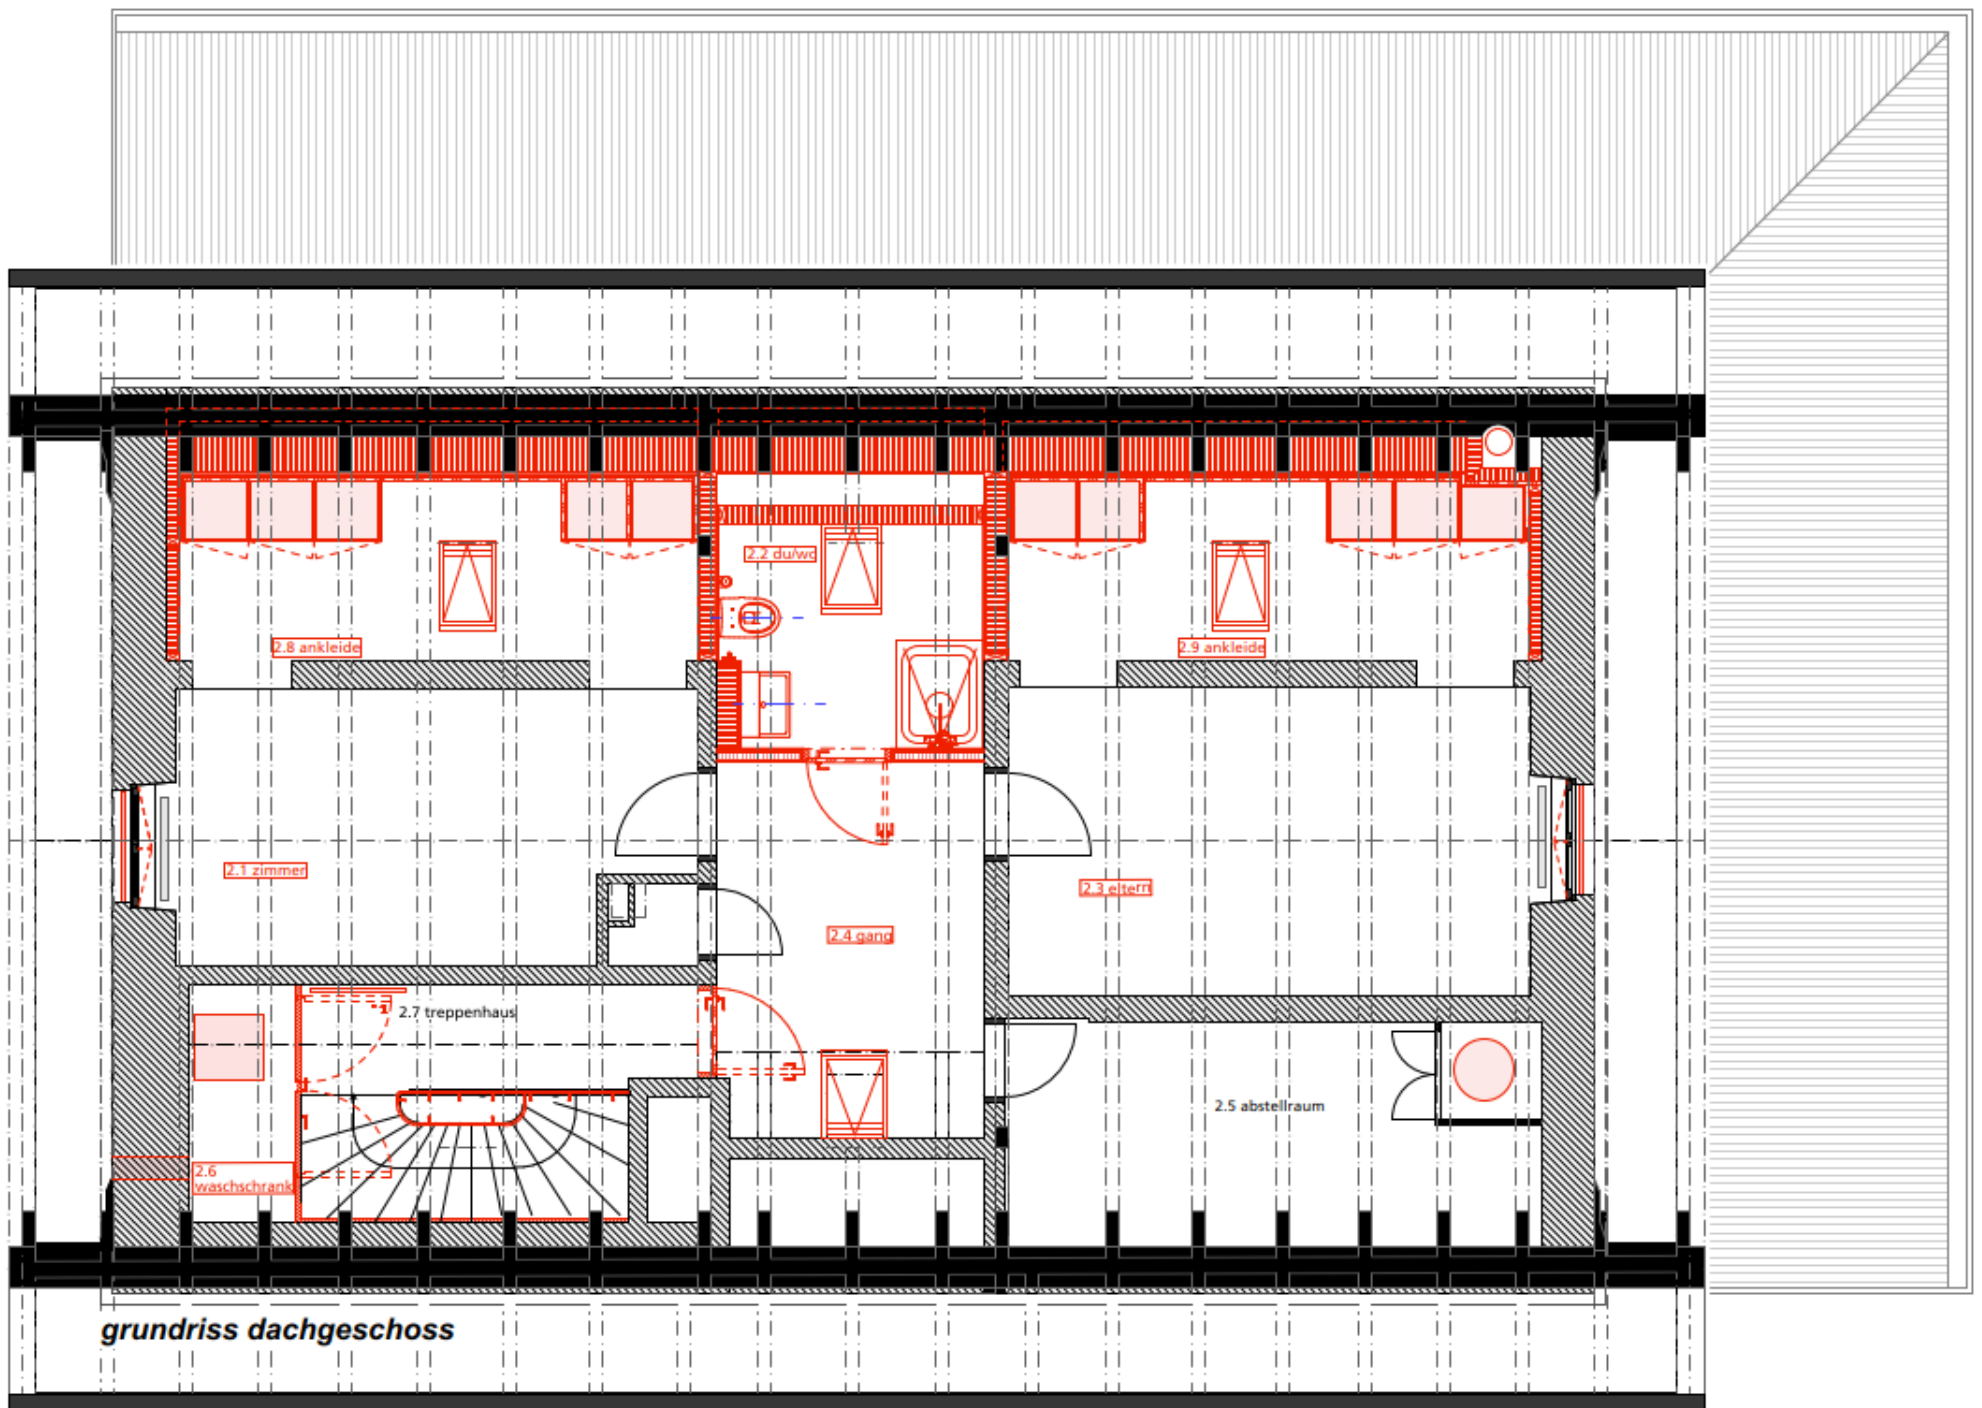 2.2 du/wc
2.8 ankleide
2.9 ankleide
2.1 zimmer
2.3 eltern
2.4 gang
2.7 treppenhaus
2.5 abstellraum
2.6
waschschrank
grundriss dachgeschoss